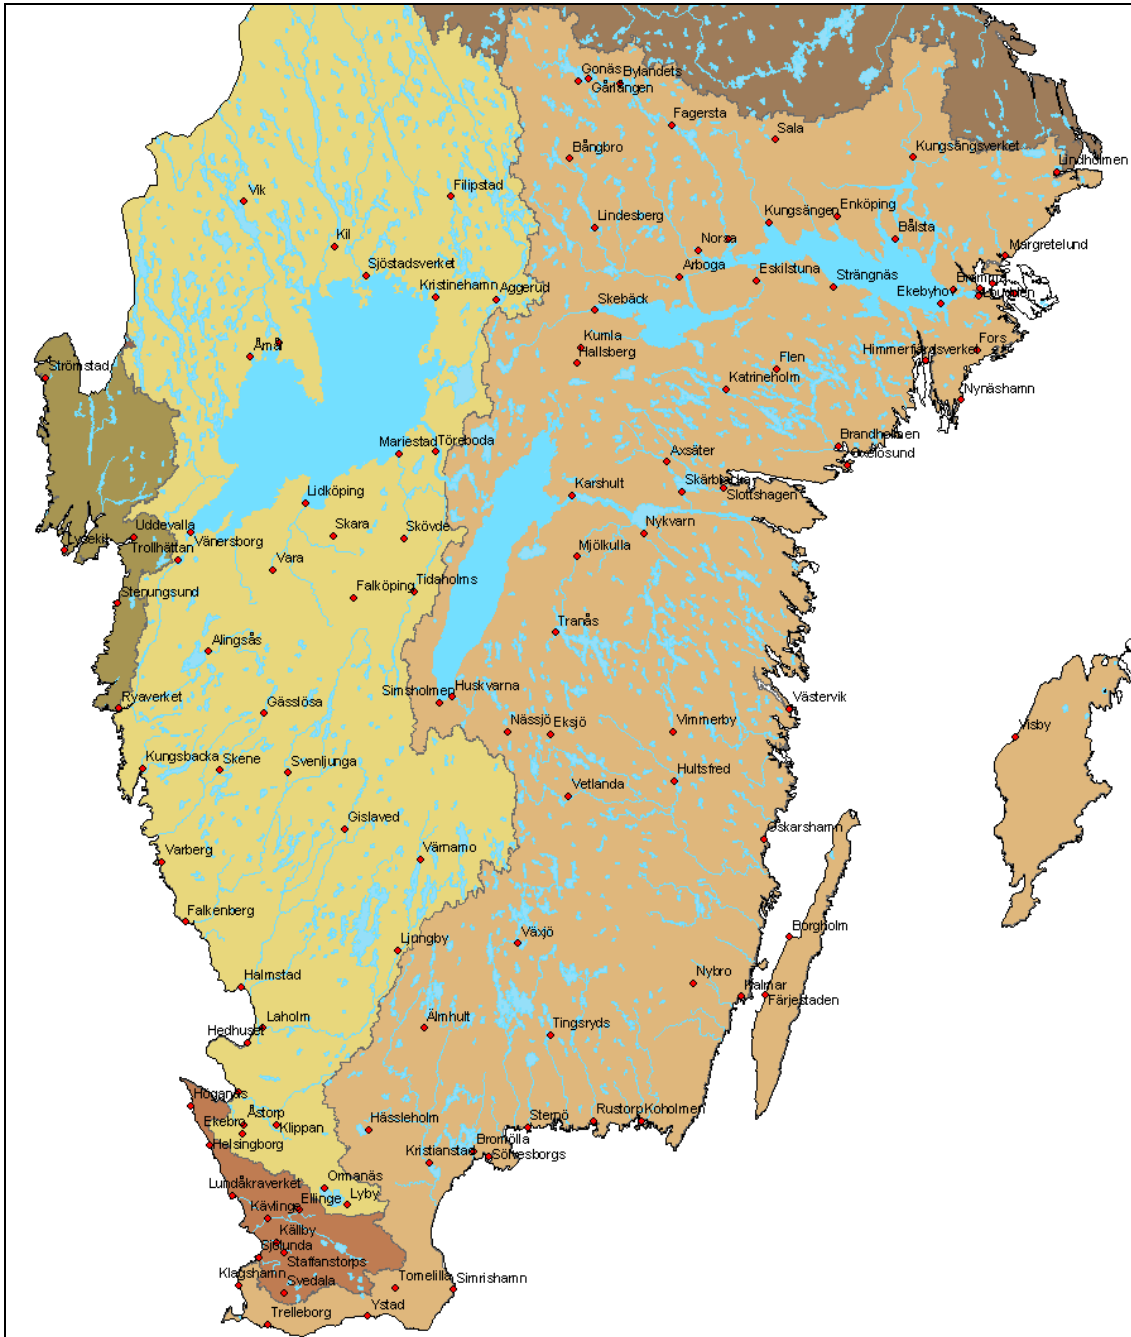 Gonäs
Bylandets
Gårlången
Fagersta
Sala
Bångbro
Kungsängsverket
Lindholmen
Vik
Filipstad
Lindesberg
Kungsängen
Enköping
Kil
Norsa
Bålsta
Margretelund
Sjöstadsverket
Arboga
Eskilstuna
Strängnäs
Bromma
Kristinehamn
Aggerud
Ekebyhov
Skebäck
Kumla
Hallsberg
Åmål
Flen
Himmerfjärdsverket
Fors
Strömstad
Katrineholm
Nynäshamn
Mariestad
Töreboda
Brandholmen
Oxelösund
Axsäter
Skärblacka
Slottshagen
Lidköping
Karshult
Uddevalla
Vänersborg
Skara
Skövde
Nykvarn
Lysekil
Trollhättan
Vara
Mjölkulla
Stenungsund
Falköping
Tidaholms
Alingsås
Tranås
Ryaverket
Gässlösa
Simsholmen
Huskvarna
Västervik
Nässjö
Eksjö
Vimmerby
Visby
Kungsbacka
Skene
Svenljunga
Vetlanda
Hultsfred
Gislaved
Oskarshamn
Varberg
Värnamo
Falkenberg
Ljungby
Växjö
Borgholm
Halmstad
Nybro
Kalmar
Färjestaden
Laholm
Hedhuset
Älmhult
Tingsryds
Höganäs
Åstorp
Ekebro
Klippan
Hässleholm
Sternö
Rustorp
Koholmen
Helsingborg
Bromölla
Kristianstad
Sölvesborgs
Ormanäs
Lundåkraverket
Ellinge
Lyby
Kävlinge
Källby
Sjölunda
Staffanstorps
Klagshamn
Svedala
Tomelilla
Simrishamn
Trelleborg
Ystad